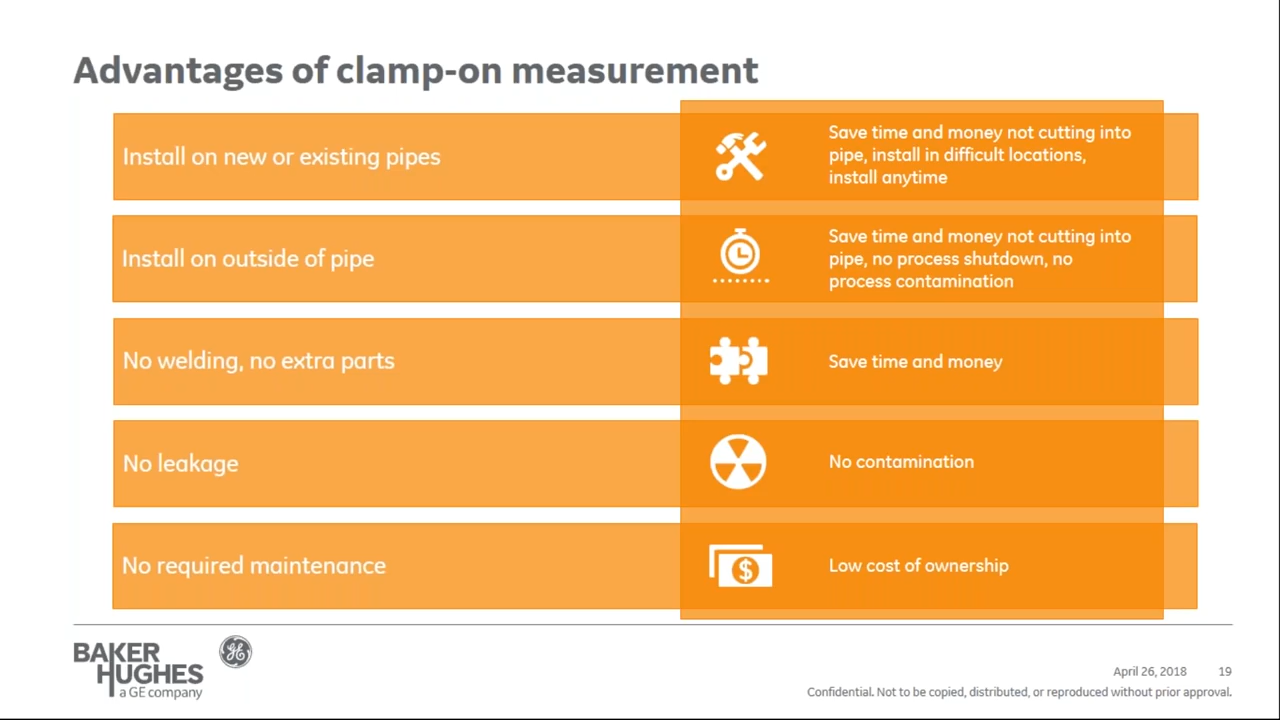 Advantages of clamp-on measurement
Install on new or existing pipes
Save time and money not cutting into
pipe, install in difficult locations,
install anytime
Install on outside of pipe
Save time and money not cutting into
pipe, no process shutdown, no
process contamination
No welding, no extra parts
Save time and money
No leakage
No contamination
No required maintenance
$
Low cost of ownership
BAKER
HUGHES
a GE company
GE
April 26, 2018 19
Confidential. Not to be copied, distributed, or reproduced without prior approval.